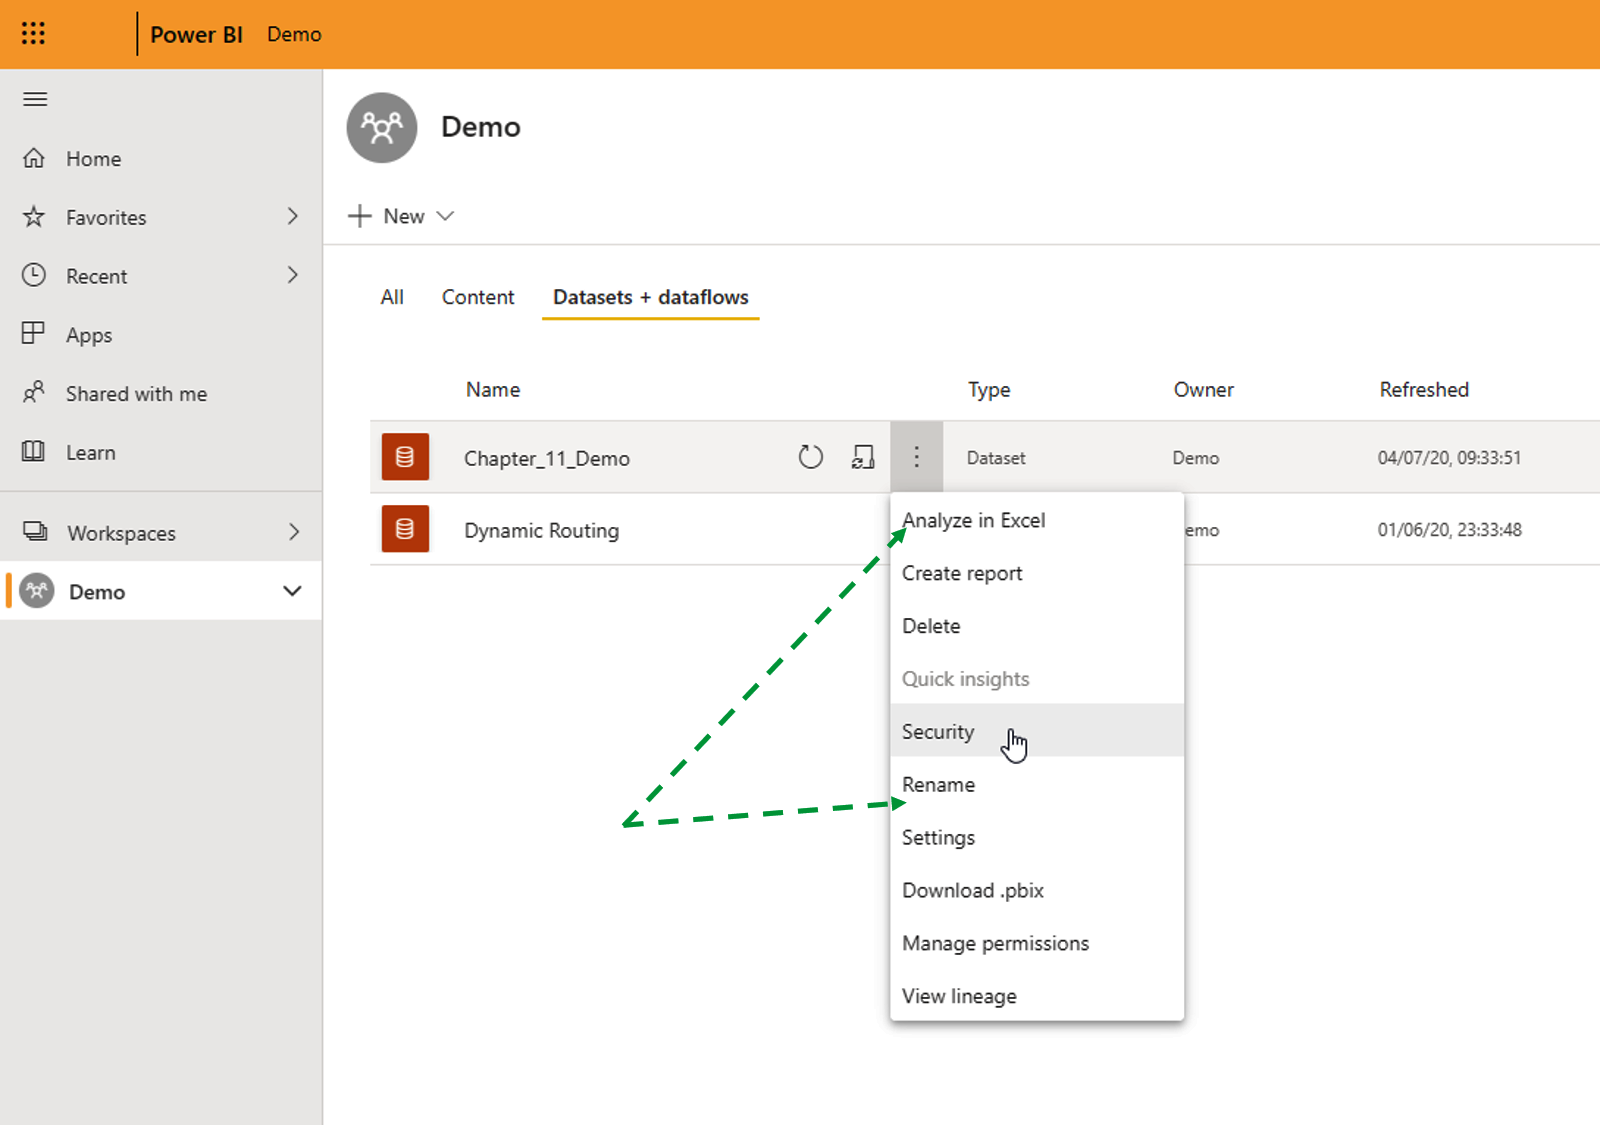 Power BI Demo
Demo
Home
New
Favorites
Recent
All Content Datasets + dataflows
Apps
Name Type Owner Refreshed
Shared with me
Learn
Chapter_11_Demo Dataset Demo 04/07/20, 09:33:51
Workspaces
Dynamic Routing emo 01/06/20, 23:33:48
Demo
Analyze in Excel
Create report
Delete
Quick insights
Security
Rename
Settings
Download .pbix
Manage permissions
View lineage